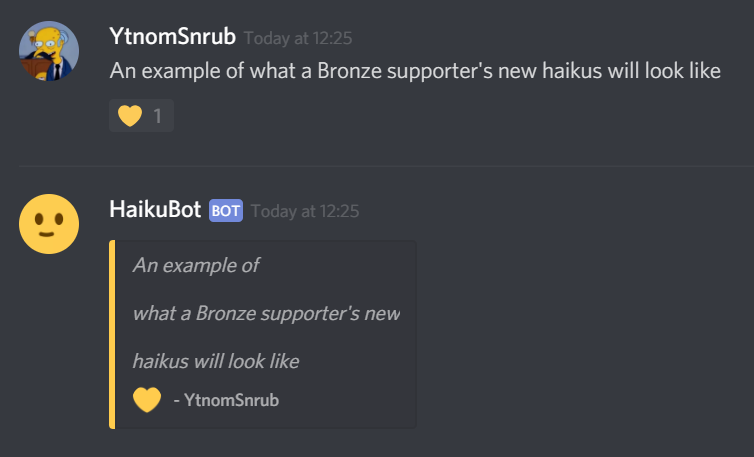 YtnomSnrub Today at 12:25
An example of what a Bronze supporter's new haikus will look like
1
HaikuBot BOT Today at 12:25
An example of
what a Bronze supporter's new
haikus will look like
- YtnomSnrub